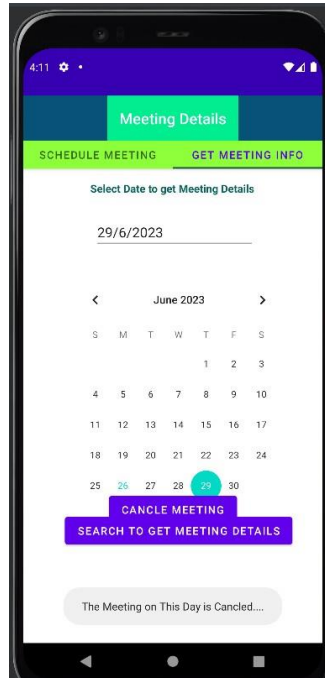 4:11
Meeting Details
SCHEDULE MEETING GET MEETING INFO
Select Date to get Meeting Details
29/6/2023
June 2023
S M T W T F S
1 2 3
4 5 6 7 8 9 10
11 12 13 14 15 16 17
18 19 20 21 22 23 24
25 26 27 28 29 30
CANCLE MEETING
SEARCH TO GET MEETING DETAILS
The Meeting on This Day is Cancled....